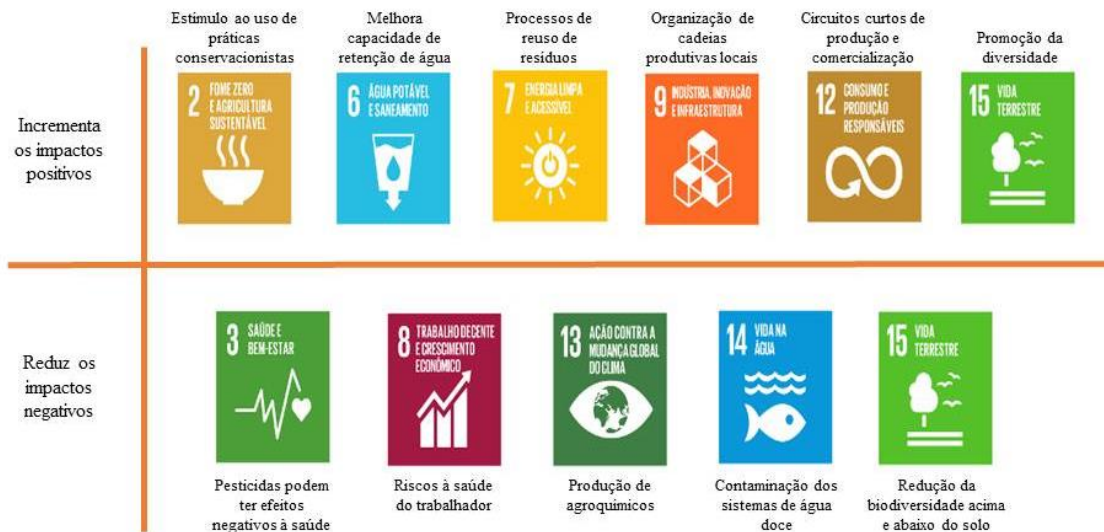 Estimulo ao uso de
práticas
conservacionistas
Melhora
capacidade de
retenção de água
Processos de
reuso de
resíduos
Organização de
cadeias
produtivas locais
Circuitos curtos de
produção e
comercialização
Promoção da
diversidade
Incrementa
os impactos
positivos
2 FOME ZERO
E AGRICULTURA
SUSTENTÁVEL
6 ÁGUA POTÁVEL
E SANEAMENTO
7 ENERGIA LIMPA
E ACESSÍVEL
9 INDÚSTRIA, INOVAÇÃO
E INFRAESTRUTURA
12 CONSUMO E
PRODUÇÃO
RESPONSÁVEIS
15 VIDA
TERRESTRE
Reduz os
impactos
negativos
3 SAÚDE E
BEM-ESTAR
8 TRABALHO DECENTE
E CRESCIMENTO
ECONÔMICO
13 AÇÃO CONTRA A
MUDANÇA GLOBAL
DO CLIMA
14 VIDA NA
ÁGUA
15 VIDA
TERRESTRE
Pesticidas podem
ter efeitos
negativos à saúde
Riscos à saúde
do trabalhador
Produção de
agroquimicos
Contaminação dos
sistemas de água
doce
Redução da
biodiversidade acima
e abaixo do solo